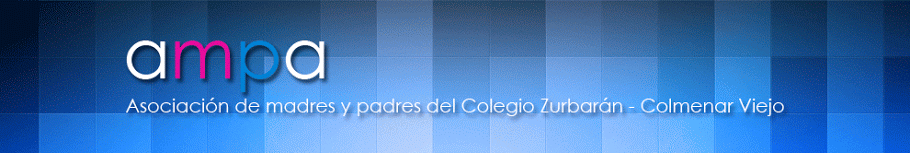 ampa
Asociación de madres y padres del Colegio Zurbarán - Colmenar Viejo